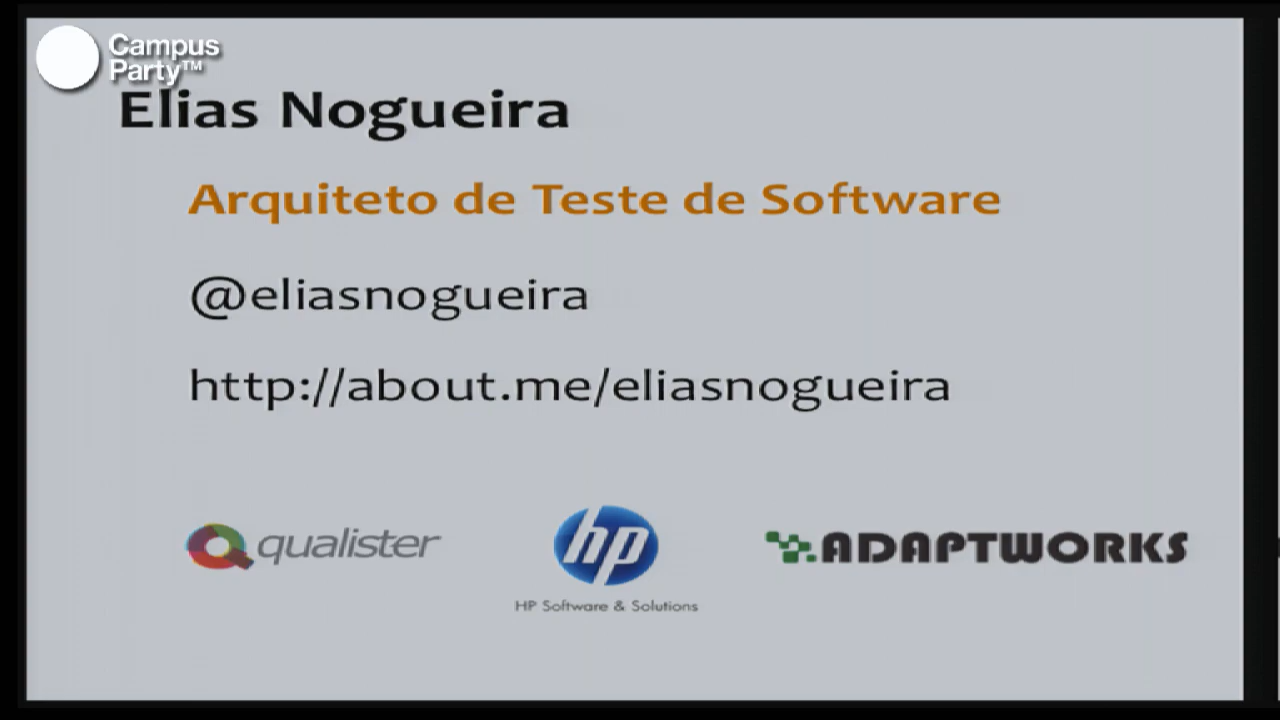 Campus
Party™
Elias Nogueira
Arquiteto de Teste de Software
@eliasnogueira
http://about.me/eliasnogueira
qualister
hp
ADAPTWORKS
HP Software & Solutions